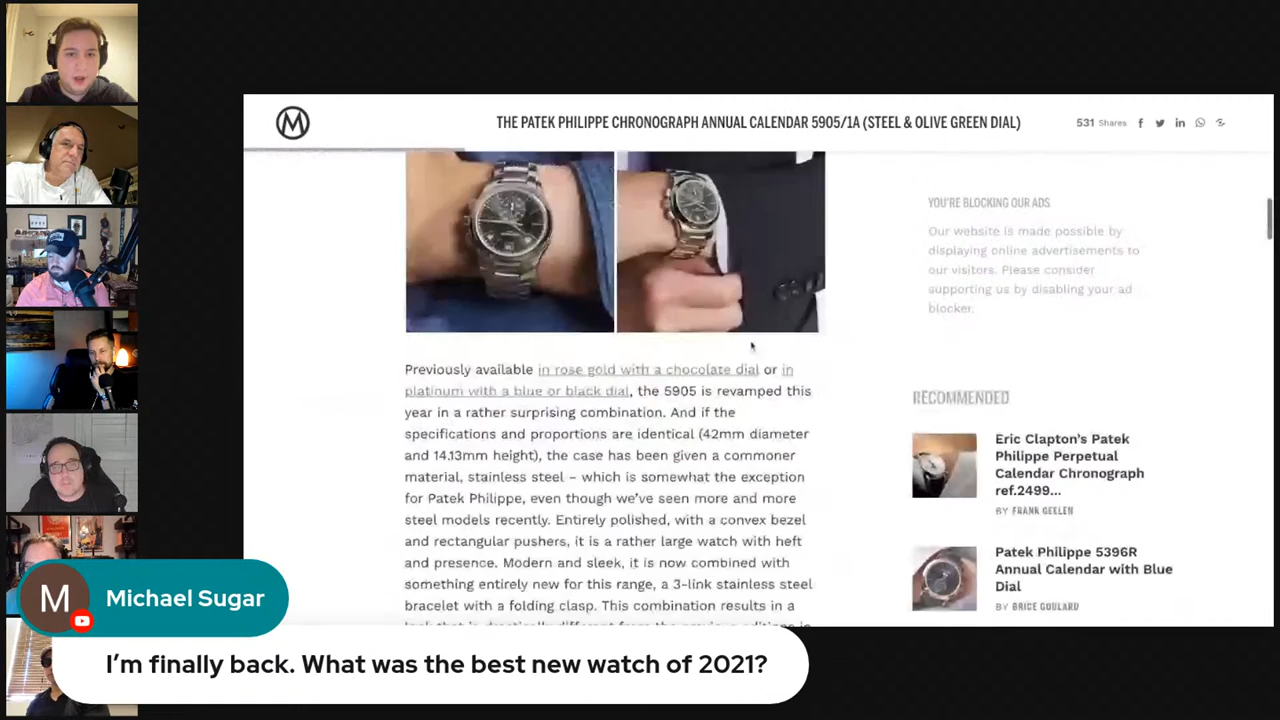 M
THE PATEK PHILIPPE CHRONOGRAPH ANNUAL CALENDAR 5905/1A (STEEL & OLIVE GREEN DIAL)
531 Shares
Previously available in rose gold with a chocolate dial or in
platinum with a blue or black dial, the 5905 is revamped this
year in a rather surprising combination. And if the
specifications and proportions are identical (42mm diameter
and 14.13mm height), the case has been given a commoner
material, stainless steel – which is somewhat the exception
for Patek Philippe, even though we've seen more and more
steel models recently. Entirely polished, with a convex bezel
and rectangular pushers, it is a rather large watch with heft
and presence. Modern and sleek, it is now combined with
something entirely new for this range, a 3-link stainless steel
bracelet with a folding clasp. This combination results in a
YOU'RE BLOCKING OUR ADS
Our website is made possible by
displaying online advertisements to
our visitors. Please consider
supporting us by disabling your ad
blocker.
RECOMMENDED
Eric Clapton's Patek
Philippe Perpetual
Calendar Chronograph
ref.2499...
BY FRANK GEELEN
Patek Philippe 5396R
Annual Calendar with Blue
Dial
BY BRICE GOULARD
M
Michael Sugar
I'm finally back. What was the best new watch of 2021?